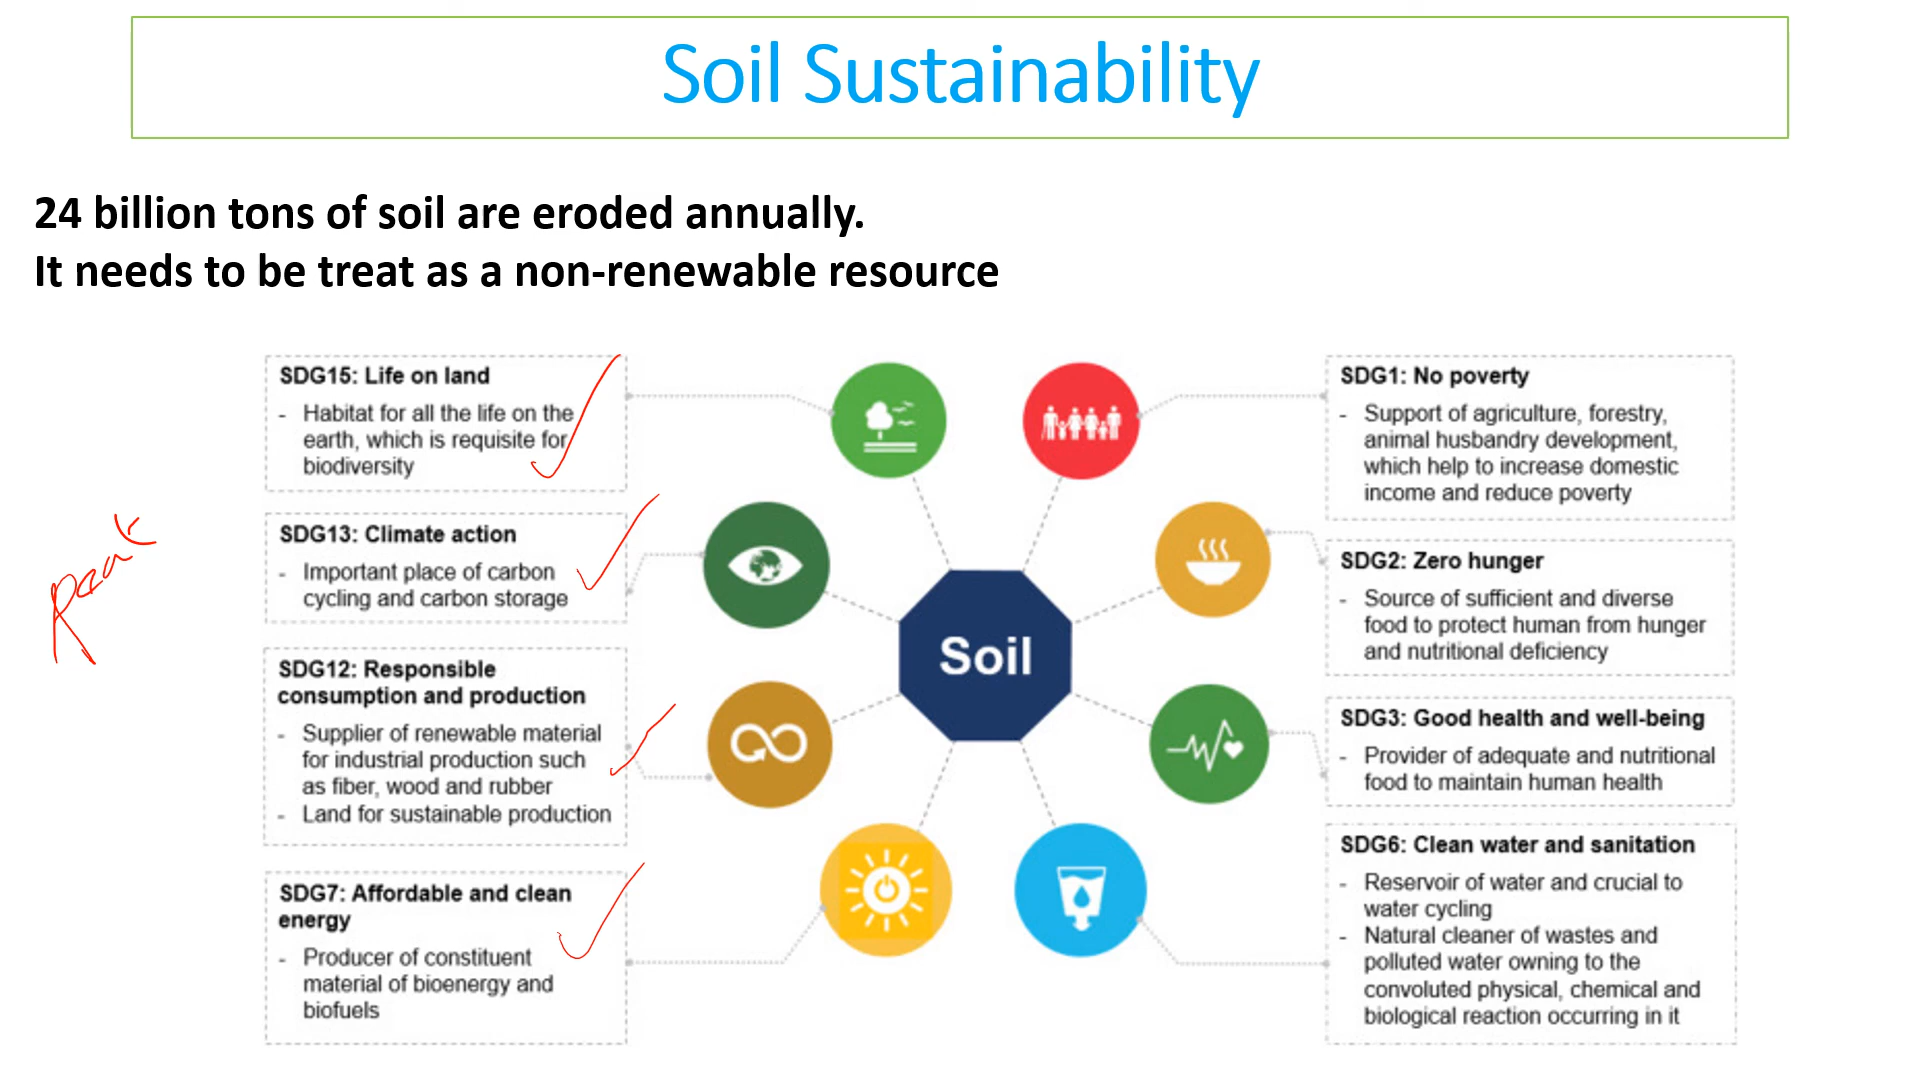 Soil Sustainability
24 billion tons of soil are eroded annually.
It needs to be treat as a non-renewable resource
SDG15: Life on land
- Habitat for all the life on the
earth, which is requisite for
biodiversity
SDG13: Climate action
- Important place of carbon
cycling and carbon storage
SDG12: Responsible
consumption and production
- Supplier of renewable material
for industrial production such
as fiber, wood and rubber
- Land for sustainable production
SDG7: Affordable and clean
energy
- Producer of constituent
material of bioenergy and
biofuels
Soil
SDG1: No poverty
- Support of agriculture, forestry,
animal husbandry development,
which help to increase domestic
income and reduce poverty
SDG2: Zero hunger
- Source of sufficient and diverse
food to protect human from hunger
and nutritional deficiency
SDG3: Good health and well-being
- Provider of adequate and nutritional
food to maintain human health
SDG6: Clean water and sanitation
- Reservoir of water and crucial to
water cycling
- Natural cleaner of wastes and
polluted water owning to the
convoluted physical, chemical and
biological reaction occurring in it